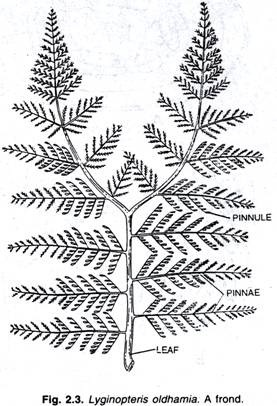 PINNULE
PINNAE
LEAF
Fig. 2.3. Lyginopteris oldhamia. A frond.